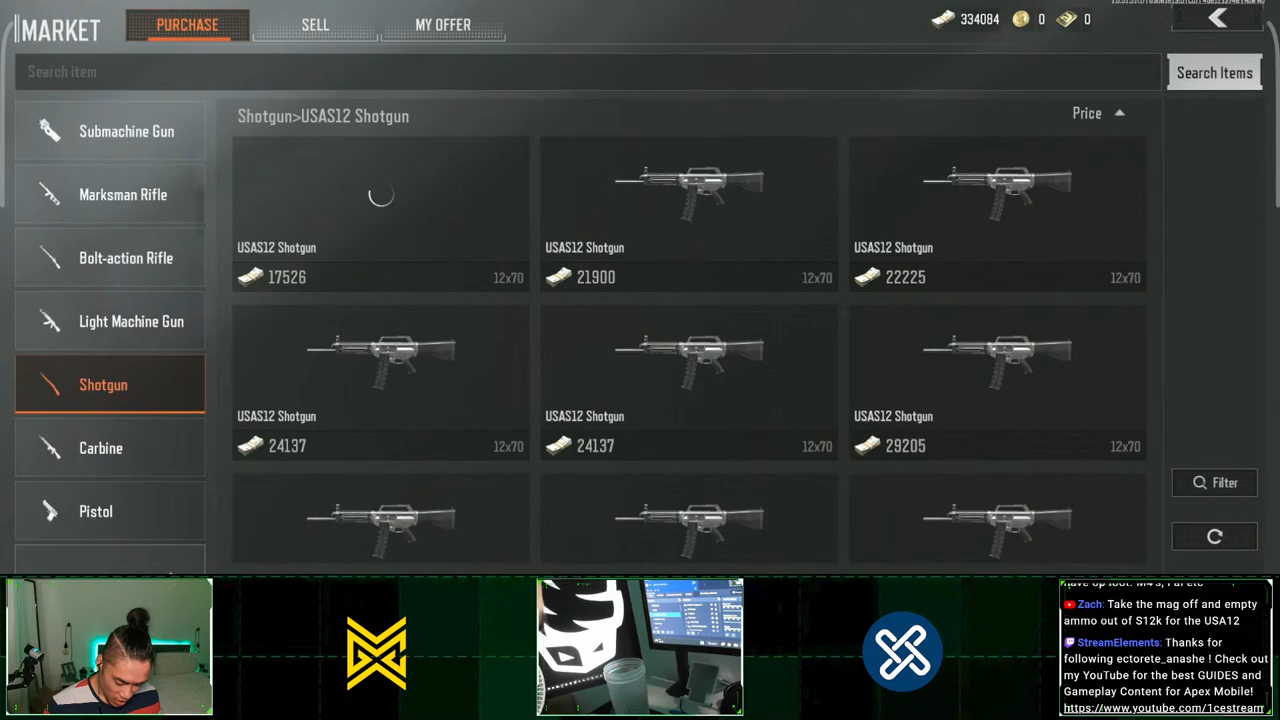 MARKET
PURCHASE
SELL
MY OFFER
334084
0
0
Search item
Search Items
Submachine Gun
Marksman Rifle
Bolt-action Rifle
Light Machine Gun
Shotgun
Carbine
Pistol
Shotgun>USAS12 Shotgun
Price
USAS12 Shotgun
17526
12x70
USAS12 Shotgun
21900
12x70
USAS12 Shotgun
22225
12x70
USAS12 Shotgun
24137
12x70
USAS12 Shotgun
24137
12x70
USAS12 Shotgun
29205
12x70
Filter
Zach: Take the mag off and empty
ammo out of S12k for the USA12
StreamElements: Thanks for
following ectorete_anashe ! Check out
my YouTube for the best GUIDES and
Gameplay Content for Apex Mobile!
https://www.youtube.com/1cestream